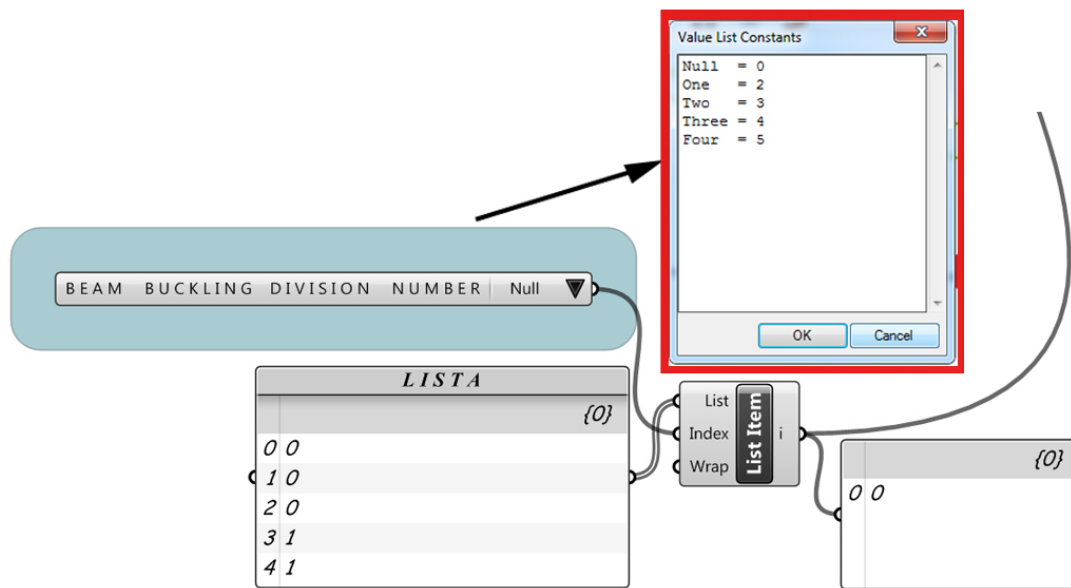 Value List Constants
Null = 0
One = 2
Two = 3
Three = 4
Four = 5
OK Cancel
BEAM BUCKLING DIVISION NUMBER Null
LISTA
{0}
0 0
1 0
2 0
3 1
4 1
List
Index
Wrap
List Item
i
{0}
0 0